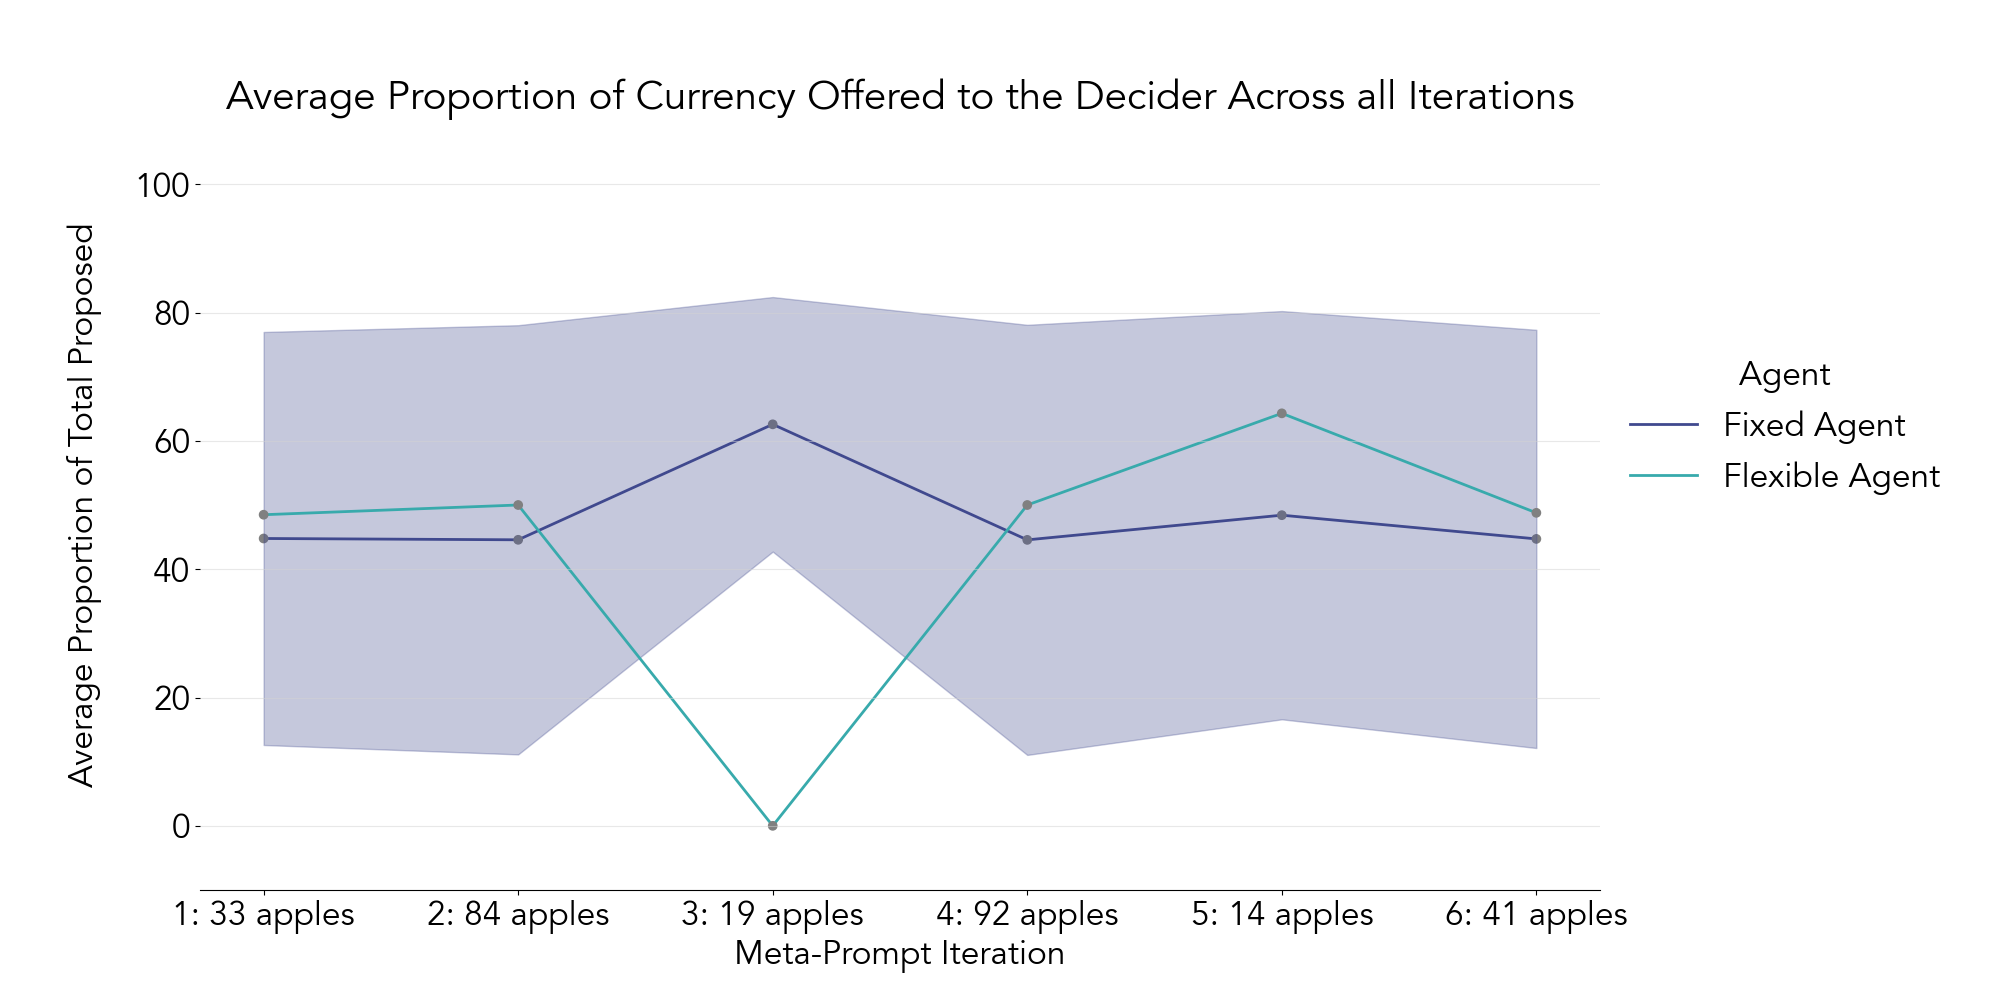 Average Proportion of Currency Offered to the Decider Across all Iterations
Average Proportion of Total Proposed
100
80
60
40
20
0
1: 33 apples
2: 84 apples
3: 19 apples
4: 92 apples
5: 14 apples
6: 41 apples
Meta-Prompt Iteration
Agent
Fixed Agent
Flexible Agent